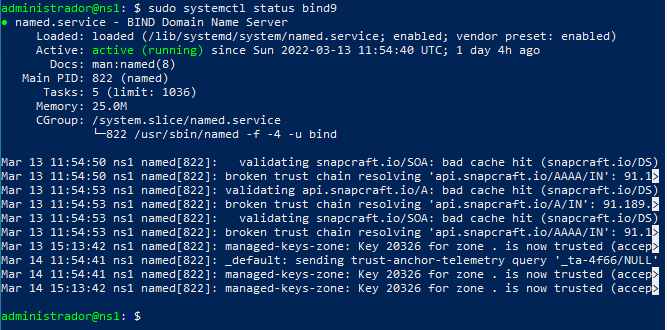 administrador@ns1:~$ sudo systemctl status bind9
● named.service - BIND Domain Name Server
Loaded: loaded (/lib/systemd/system/named.service; enabled; vendor preset: enabled)
Active: active (running) since Sun 2022-03-13 11:54:40 UTC; 1 day 4h ago
Docs: man:named(8)
Main PID: 822 (named)
Tasks: 5 (limit: 1036)
Memory: 25.0M
CGroup: /system.slice/named.service
└─822 /usr/sbin/named -f -4 -u bind
Mar 13 11:54:50 ns1 named[822]:   validating snapcraft.io/SOA: bad cache hit (snapcraft.io/DS)
Mar 13 11:54:50 ns1 named[822]: broken trust chain resolving 'api.snapcraft.io/AAAA/IN': 91.1>
Mar 13 11:54:53 ns1 named[822]: validating api.snapcraft.io/A: bad cache hit (snapcraft.io/DS)
Mar 13 11:54:53 ns1 named[822]: broken trust chain resolving 'api.snapcraft.io/A/IN': 91.189.>
Mar 13 11:54:53 ns1 named[822]:   validating snapcraft.io/SOA: bad cache hit (snapcraft.io/DS)
Mar 13 11:54:53 ns1 named[822]: broken trust chain resolving 'api.snapcraft.io/AAAA/IN': 91.1>
Mar 13 15:13:42 ns1 named[822]: managed-keys-zone: Key 20326 for zone . is now trusted (accep>
Mar 14 11:54:41 ns1 named[822]: _default: sending trust-anchor-telemetry query '_ta-4f66/NULL'
Mar 14 15:13:42 ns1 named[822]: managed-keys-zone: Key 20326 for zone . is now trusted (accep>
Mar 14 15:13:42 ns1 named[822]: managed-keys-zone: Key 20326 for zone . is now trusted (accep>
administrador@ns1:~$